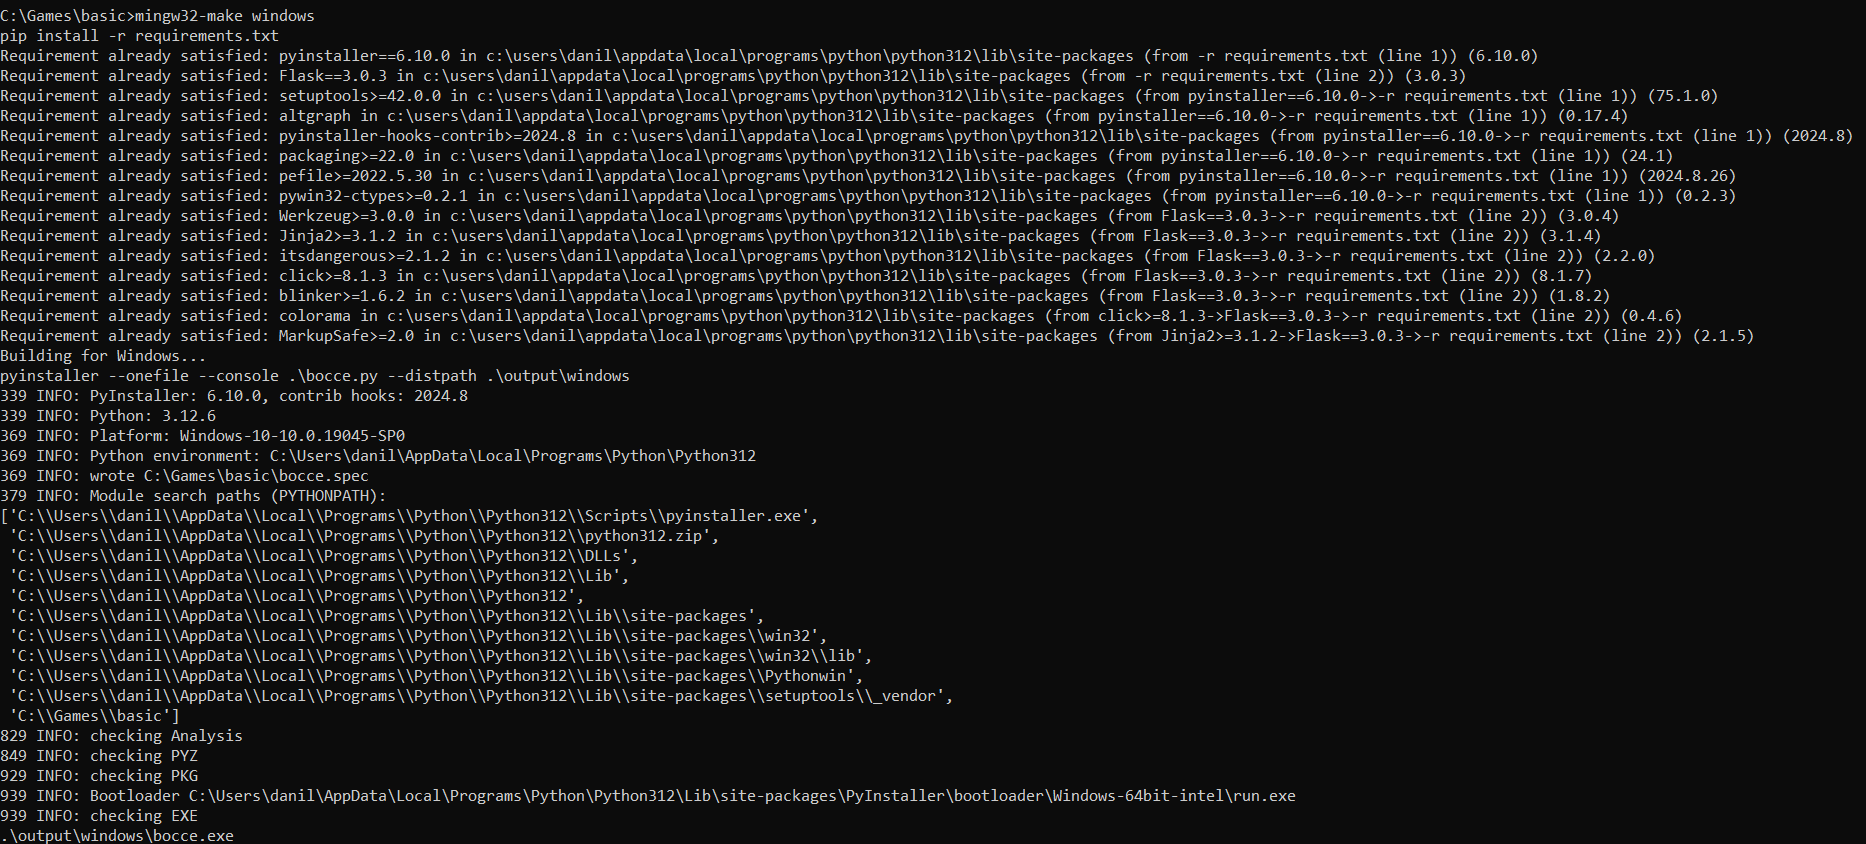 C:\Games\basic>mingw32-make windows
pip install -r requirements.txt
Requirement already satisfied: pyinstaller==6.10.0 in c:\users\danil\appdata\local\programs\python\python312\lib\site-packages (from -r requirements.txt (line 1)) (6.10.0)
Requirement already satisfied: Flask==3.0.3 in c:\users\danil\appdata\local\programs\python\python312\lib\site-packages (from -r requirements.txt (line 2)) (3.0.3)
Requirement already satisfied: setuptools>=42.0.0 in c:\users\danil\appdata\local\programs\python\python312\lib\site-packages (from pyinstaller==6.10.0->-r requirements.txt (line 1)) (75.1.0)
Requirement already satisfied: altgraph in c:\users\danil\appdata\local\programs\python\python312\lib\site-packages (from pyinstaller==6.10.0->-r requirements.txt (line 1)) (0.17.4)
Requirement already satisfied: pyinstaller-hooks-contrib>=2024.8 in c:\users\danil\appdata\local\programs\python\python312\lib\site-packages (from pyinstaller==6.10.0->-r requirements.txt (line 1)) (2024.8)
Requirement already satisfied: packaging>=22.0 in c:\users\danil\appdata\local\programs\python\python312\lib\site-packages (from pyinstaller==6.10.0->-r requirements.txt (line 1)) (24.1)
Requirement already satisfied: pefile>=2022.5.30 in c:\users\danil\appdata\local\programs\python\python312\lib\site-packages (from pyinstaller==6.10.0->-r requirements.txt (line 1)) (2024.8.26)
Requirement already satisfied: pywin32-ctypes>=0.2.1 in c:\users\danil\appdata\local\programs\python\python312\lib\site-packages (from pyinstaller==6.10.0->-r requirements.txt (line 1)) (0.2.3)
Requirement already satisfied: Werkzeug>=3.0.0 in c:\users\danil\appdata\local\programs\python\python312\lib\site-packages (from Flask==3.0.3->-r requirements.txt (line 2)) (3.0.4)
Requirement already satisfied: Jinja2>=3.1.2 in c:\users\danil\appdata\local\programs\python\python312\lib\site-packages (from Flask==3.0.3->-r requirements.txt (line 2)) (3.1.4)
Requirement already satisfied: itsdangerous>=2.1.2 in c:\users\danil\appdata\local\programs\python\python312\lib\site-packages (from Flask==3.0.3->-r requirements.txt (line 2)) (2.2.0)
Requirement already satisfied: click>=8.1.3 in c:\users\danil\appdata\local\programs\python\python312\lib\site-packages (from Flask==3.0.3->-r requirements.txt (line 2)) (8.1.7)
Requirement already satisfied: blinker>=1.6.2 in c:\users\danil\appdata\local\programs\python\python312\lib\site-packages (from Flask==3.0.3->-r requirements.txt (line 2)) (1.8.2)
Requirement already satisfied: colorama in c:\users\danil\appdata\local\programs\python\python312\lib\site-packages (from click>=8.1.3->Flask==3.0.3->-r requirements.txt (line 2)) (0.4.6)
Requirement already satisfied: MarkupSafe>=2.0 in c:\users\danil\appdata\local\programs\python\python312\lib\site-packages (from Jinja2>=3.1.2->Flask==3.0.3->-r requirements.txt (line 2)) (2.1.5)
Building for Windows...
pyinstaller --onefile --console .\bocce.py --distpath .\output\windows
339 INFO: PyInstaller: 6.10.0, contrib hooks: 2024.8
339 INFO: Python: 3.12.6
369 INFO: Platform: Windows-10-10.0.19045-SP0
369 INFO: Python environment: C:\Users\danil\AppData\Local\Programs\Python\Python312
369 INFO: wrote C:\Games\basic\bocce.spec
379 INFO: Module search paths (PYTHONPATH):
['C:\\Users\\danil\\AppData\\Local\\Programs\\Python\\Python312\\Scripts\\pyinstaller.exe',
 'C:\\Users\\danil\\AppData\\Local\\Programs\\Python\\Python312\\python312.zip',
 'C:\\Users\\danil\\AppData\\Local\\Programs\\Python\\Python312\\DLLs',
 'C:\\Users\\danil\\AppData\\Local\\Programs\\Python\\Python312\\Lib',
 'C:\\Users\\danil\\AppData\\Local\\Programs\\Python\\Python312',
 'C:\\Users\\danil\\AppData\\Local\\Programs\\Python\\Python312\\Lib\\site-packages',
 'C:\\Users\\danil\\AppData\\Local\\Programs\\Python\\Python312\\Lib\\site-packages\\win32',
 'C:\\Users\\danil\\AppData\\Local\\Programs\\Python\\Python312\\Lib\\site-packages\\win32\\lib',
 'C:\\Users\\danil\\AppData\\Local\\Programs\\Python\\Python312\\Lib\\site-packages\\Pythonwin',
 'C:\\Users\\danil\\AppData\\Local\\Programs\\Python\\Python312\\Lib\\site-packages\\setuptools\\_vendor',
 'C:\\Games\\basic']
829 INFO: checking Analysis
849 INFO: checking PYZ
929 INFO: checking PKG
939 INFO: Bootloader C:\Users\danil\AppData\Local\Programs\Python\Python312\Lib\site-packages\PyInstaller\bootloader\Windows-64bit-intel\run.exe
939 INFO: checking EXE
.\output\windows\bocce.exe